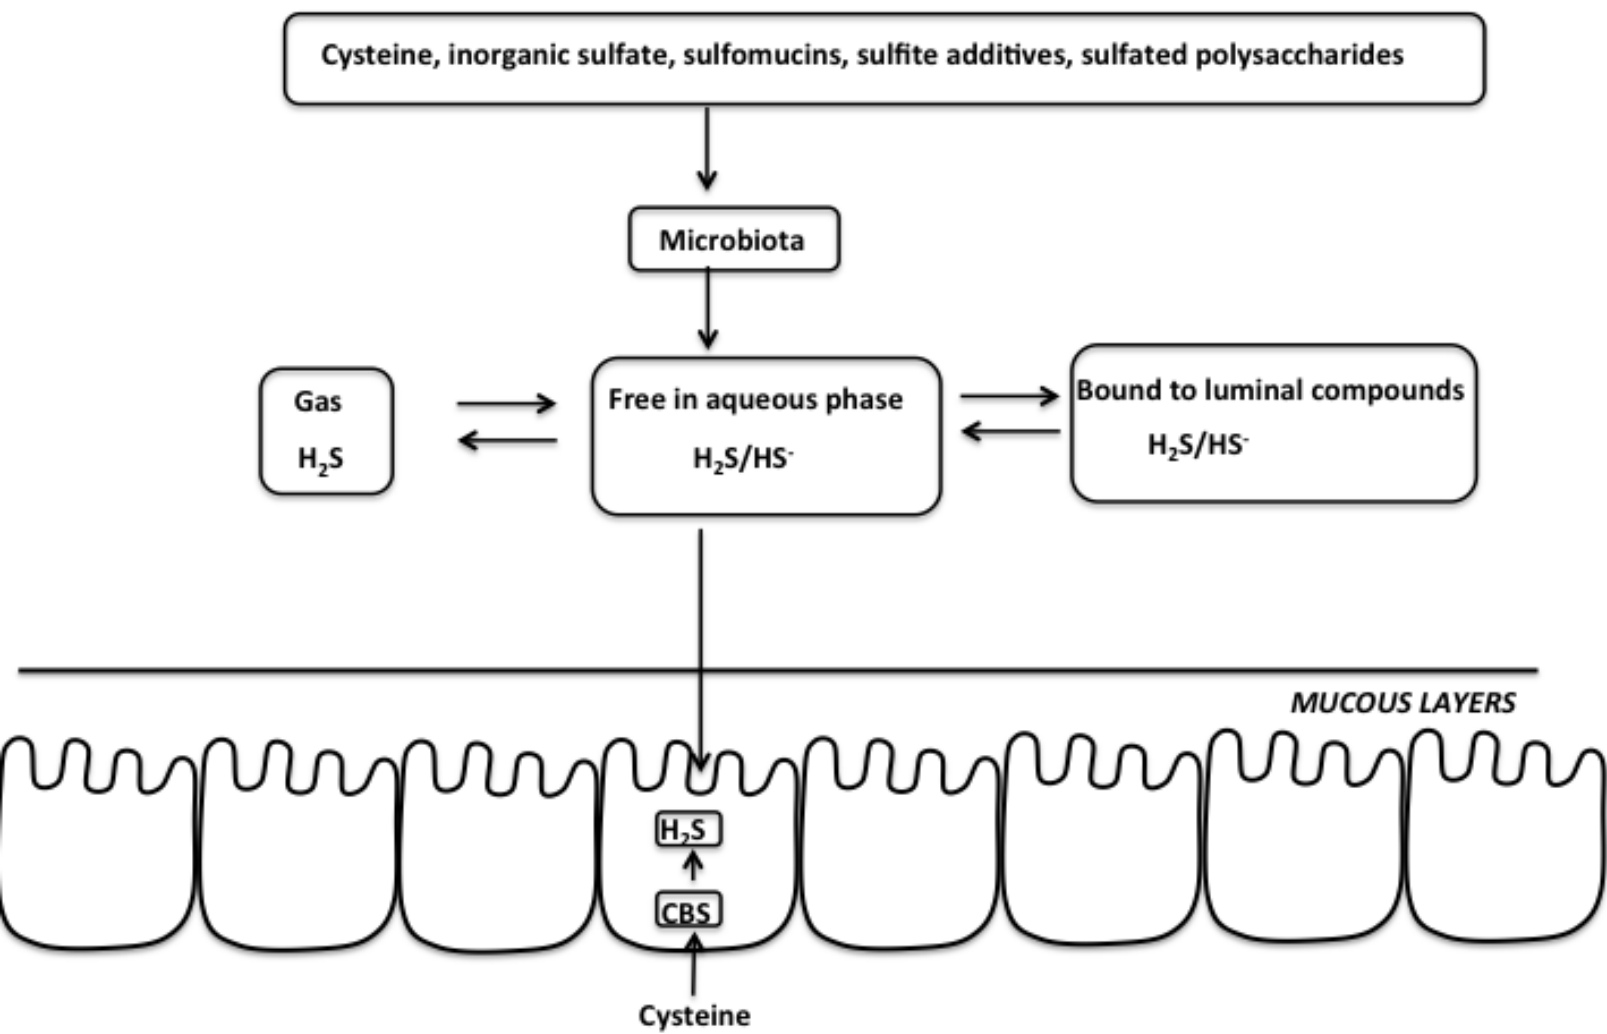 Cysteine, inorganic sulfate, sulfomucins, sulfite additives, sulfated polysaccharides
Microbiota
Gas
H₂S
Free in aqueous phase
H₂S/HS⁻
Bound to luminal compounds
H₂S/HS⁻
MUCOUS LAYERS
H₂S
CBS
Cysteine